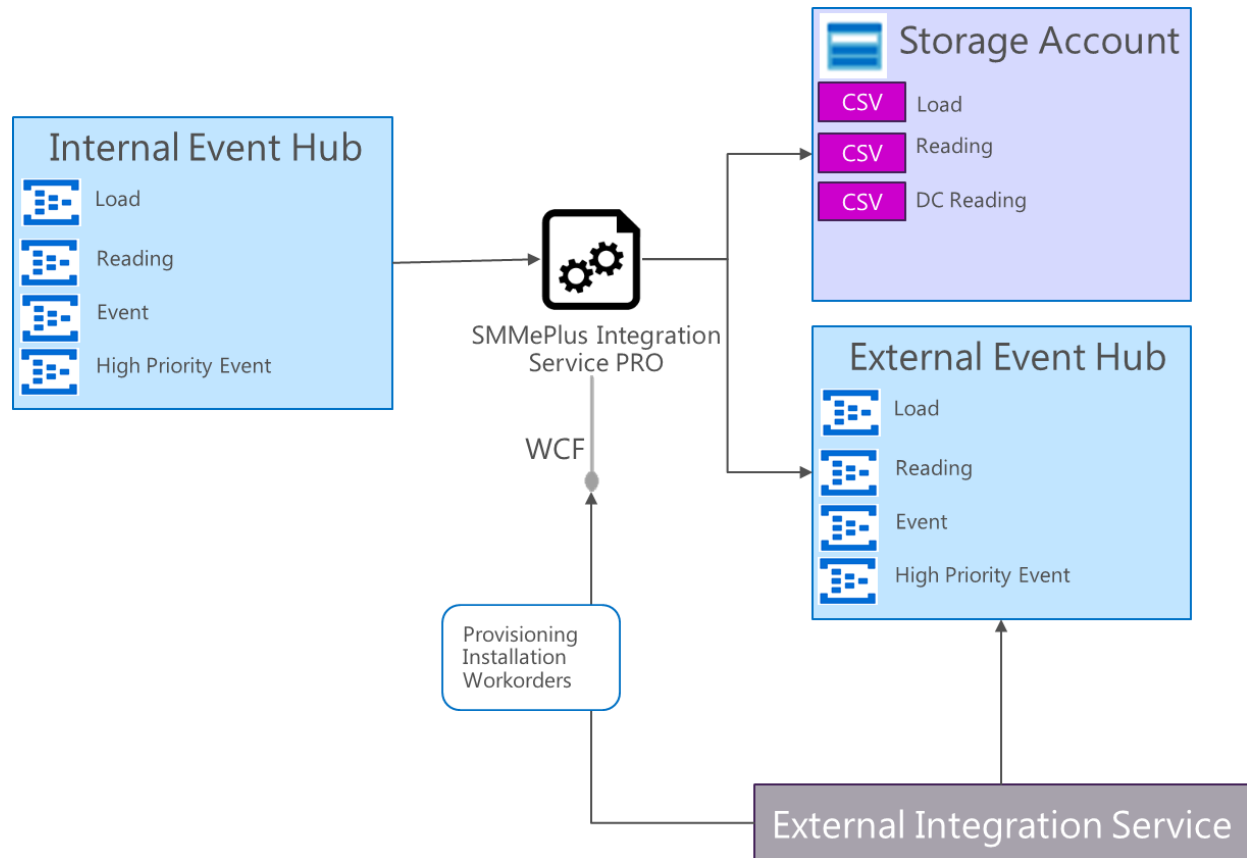 Internal Event Hub
Load
Reading
Event
High Priority Event
SMMePlus Integration
Service PRO
WCF
Provisioning
Installation
Workorders
Storage Account
CSV Load
CSV Reading
CSV DC Reading
External Event Hub
Load
Reading
Event
High Priority Event
External Integration Service